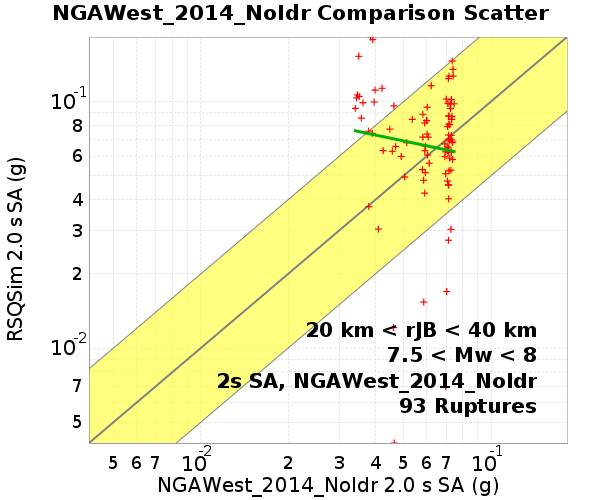 NGAWest_2014_NoIdr Comparison Scatter
RSQSim 2.0 s SA (g)
10-1
8
6
4
3
2
10-2
7
5
20 km < rJB < 40 km
7.5 < Mw < 8
2s SA, NGAWest_2014_NoIdr
93 Ruptures
5 6 7 10-2 2 3 4 5 6 7 10-1
NGAWest_2014_NoIdr 2.0 s SA (g)